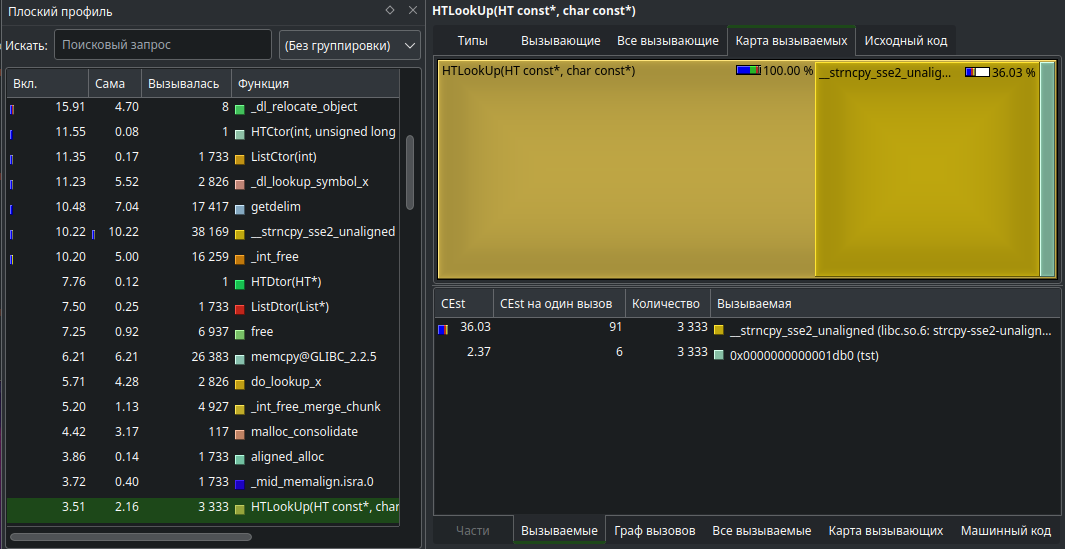 Плоский профиль
Искать: Поисковый запрос (Без группировки)
Вкл. Сама Вызывалась Функция
15.91 4.70 8 _dl_relocate_object
11.55 0.08 1 HTCtor(int, unsigned long
11.35 0.17 1 733 ListCtor(int)
11.23 5.52 2 826 _dl_lookup_symbol_x
10.48 7.04 17 417 getdelim
10.22 10.22 38 169 __strncpy_sse2_unaligned
10.20 5.00 16 259 _int_free
7.76 0.12 1 HTDtor(HT*)
7.50 0.25 1 733 ListDtor(List*)
7.25 0.92 6 937 free
6.21 6.21 26 383 memcpy@GLIBC_2.2.5
5.71 4.28 2 826 do_lookup_x
5.20 1.13 4 927 _int_free_merge_chunk
4.42 3.17 117 malloc_consolidate
3.86 0.14 1 733 aligned_alloc
3.72 0.40 1 733 _mid_memalign.isra.0
3.51 2.16 3 333 HTLookUp(HT const*, char
HTLookUp(HT const*, char const*)
Типы Вызывающие Все вызывающие Карта вызываемых Исходный код
HTLookUp(HT const*, char const*) 100.00 % __strncpy_sse2_unalig... 36.03 %
CEst CEst на один вызов Количество Вызываемая
36.03 91 3 333 __strncpy_sse2_unaligned (libc.so.6: strcpy-sse2-unalign...
2.37 6 3 333 0x0000000000001db0 (tst)
Части Вызываемые Граф вызовов Все вызываемые Карта вызывающих Машинный код